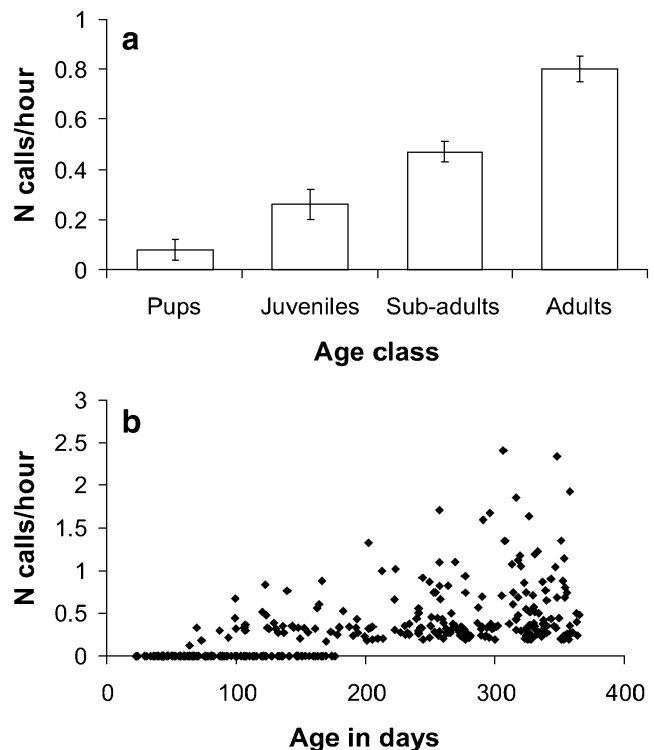 a
N calls/hour
1
0.8
0.6
0.4
0.2
0
Pups Juveniles Sub-adults Adults
Age class
b
N calls/hour
3
2.5
2
1.5
1
0.5
0
0 100 200 300 400
Age in days